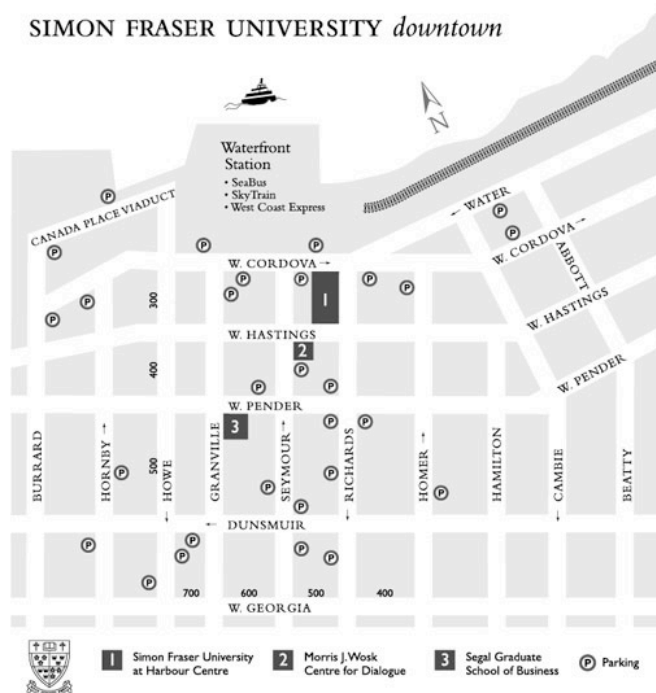 SIMON FRASER UNIVERSITY downtown
N
Waterfront
Station
• SeaBus
• SkyTrain
• West Coast Express
CANADA PLACE VIADUCT
P
P
P
P
WATER
P
P
W. CORDOVA
ABBOTT
W. CORDOVA
P
P
P
P
P
P
P
300
1
W. HASTINGS
W. HASTINGS
2
400
P
P
P
W. PENDER
W. PENDER
3
P
P
BURRARD
HORNBY
500
HOWE
GRANVILLE
SEYMOUR
RICHARDS
HOMER
HAMILTON
CAMBIE
BEATTY
P
P
P
P
P
DUNSMUIR
P
P
P
P
P
P
700
600
500
400
W. GEORGIA
1
Simon Fraser University
at Harbour Centre
2
Morris J. Wosk
Centre for Dialogue
3
Segal Graduate
School of Business
P Parking